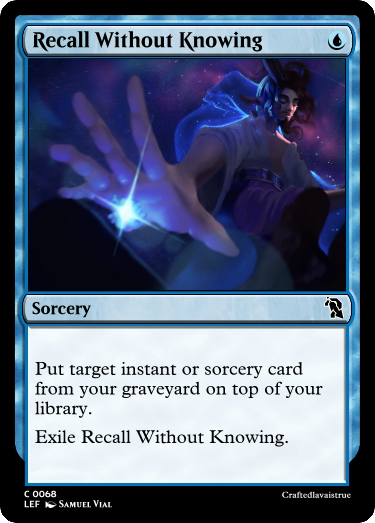 Recall Without Knowing
Sorcery
Put target instant or sorcery card
from your graveyard on top of your
library.
Exile Recall Without Knowing.
C 0068
LEF Samuel Vial
Craftedlavaistrue